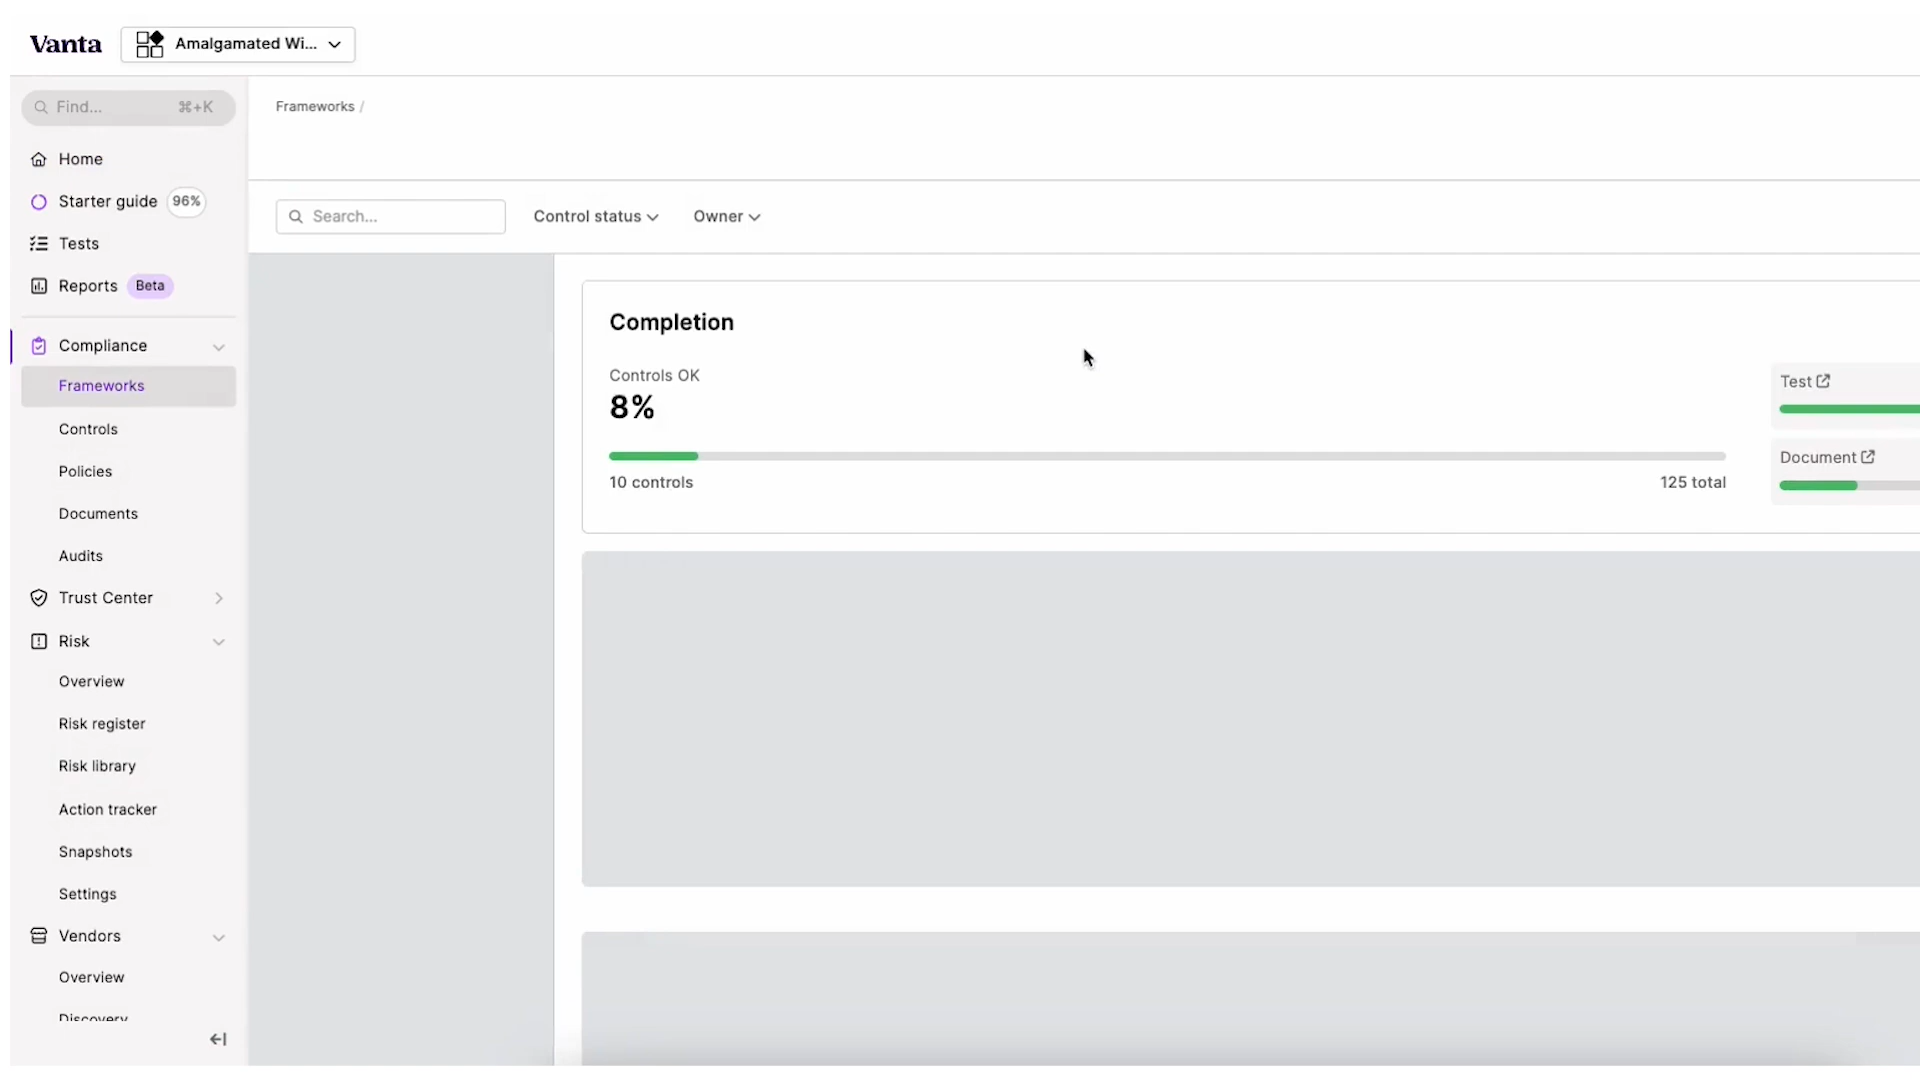 Vanta
Amalgamated Wi...
Find... ⌘+K
Home
Starter guide 96%
Tests
Reports Beta
Compliance
Frameworks
Controls
Policies
Documents
Audits
Trust Center
Risk
Overview
Risk register
Risk library
Action tracker
Snapshots
Settings
Vendors
Overview
Discovery
Frameworks /
Search... Control status Owner
Completion
Controls OK
8%
10 controls 125 total
Test
Document